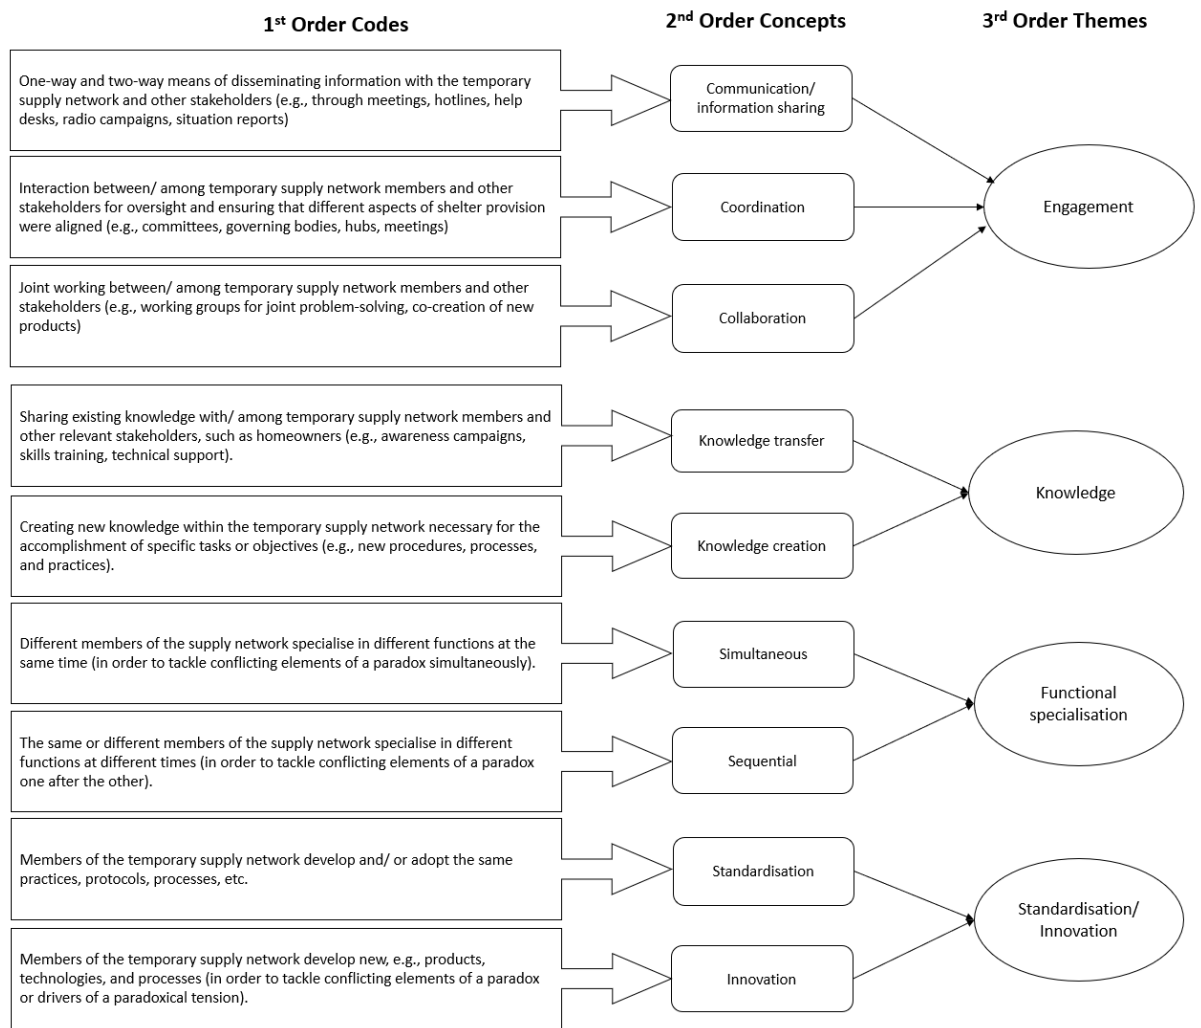 1st Order Codes
2nd Order Concepts
3rd Order Themes
One-way and two-way means of disseminating information with the temporary
supply network and other stakeholders (e.g., through meetings, hotlines, help
desks, radio campaigns, situation reports)
Communication/
information sharing
Interaction between/ among temporary supply network members and other
stakeholders for oversight and ensuring that different aspects of shelter provision
were aligned (e.g., committees, governing bodies, hubs, meetings)
Coordination
Engagement
Joint working between/ among temporary supply network members and other
stakeholders (e.g., working groups for joint problem-solving, co-creation of new
products)
Collaboration
Sharing existing knowledge with/ among temporary supply network members and
other relevant stakeholders, such as homeowners (e.g., awareness campaigns,
skills training, technical support).
Knowledge transfer
Knowledge
Creating new knowledge within the temporary supply network necessary for the
accomplishment of specific tasks or objectives (e.g., new procedures, processes,
and practices).
Knowledge creation
Different members of the supply network specialise in different functions at the
same time (in order to tackle conflicting elements of a paradox simultaneously).
Simultaneous
Functional
specialisation
The same or different members of the supply network specialise in different
functions at different times (in order to tackle conflicting elements of a paradox
one after the other).
Sequential
Members of the temporary supply network develop and/ or adopt the same
practices, protocols, processes, etc.
Standardisation
Standardisation/
Innovation
Members of the temporary supply network develop new, e.g., products,
technologies, and processes (in order to tackle conflicting elements of a paradox
or drivers of a paradoxical tension).
Innovation